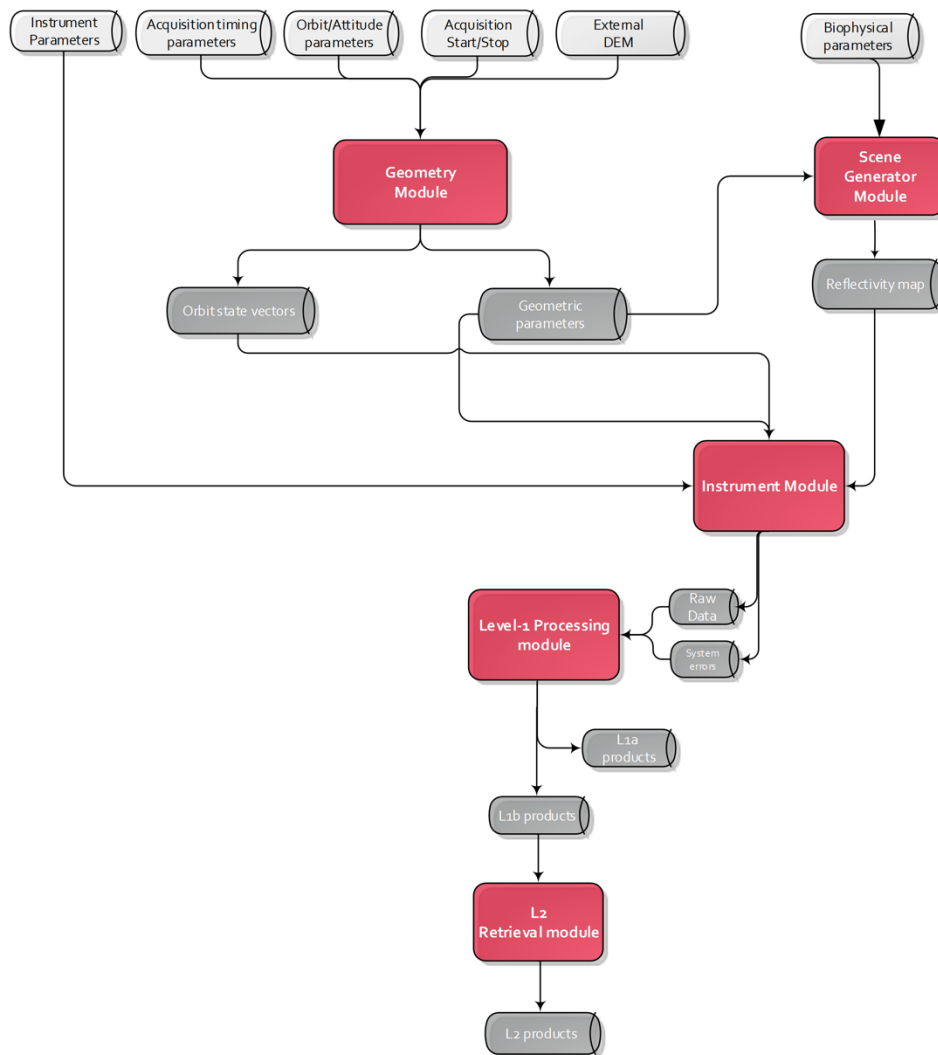 Instrument
Parameters
Acquisition timing
parameters
Orbit/Attitude
parameters
Acquisition
Start/Stop
External
DEM
Biophysical
parameters
Geometry
Module
Scene
Generator
Module
Orbit state vectors
Geometric
parameters
Reflectivity map
Instrument Module
Raw
Data
Level-1 Processing
module
System
errors
L1a
products
L1b products
L2
Retrieval module
L2 products